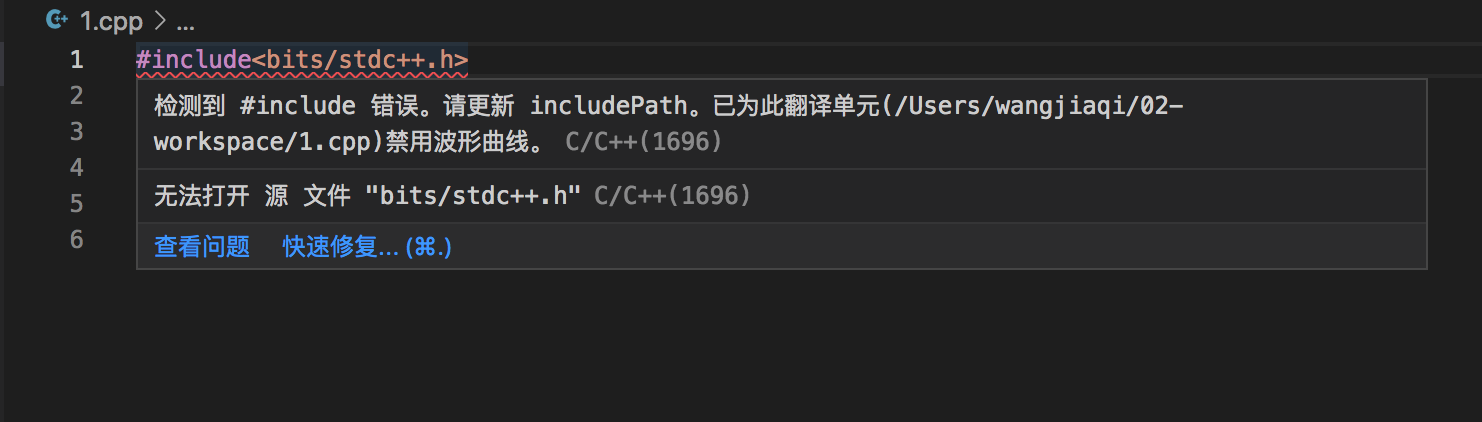 1.cpp > ...
1 #include<bits/stdc++.h>
2 检测到 #include 错误。请更新 includePath。已为此翻译单元(/Users/wangjiaqi/02-
3 workspace/1.cpp)禁用波形曲线。 C/C++(1696)
4
5 无法打开 源 文件 "bits/stdc++.h" C/C++(1696)
6 查看问题 快速修复... (⌘.)